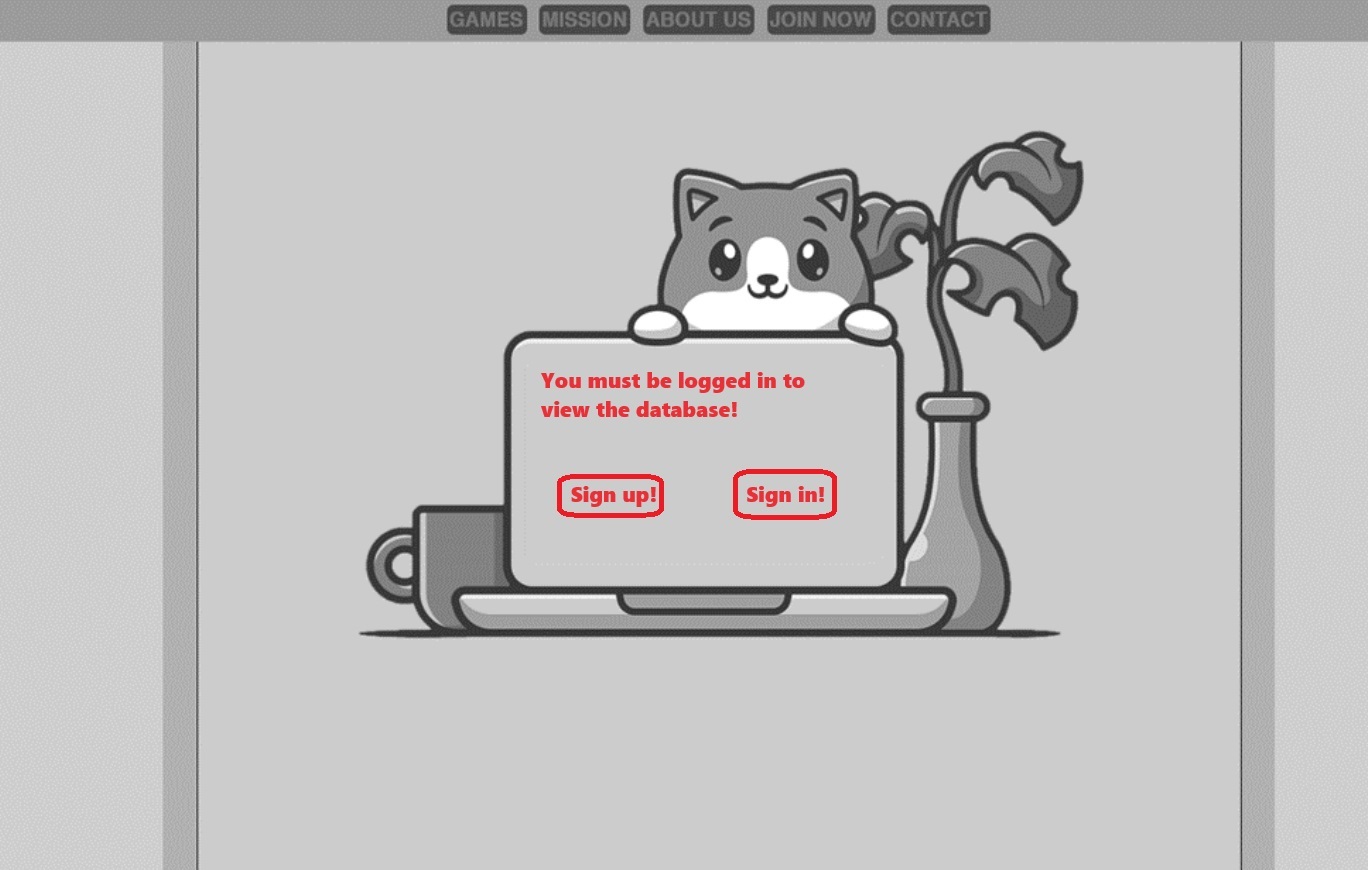 GAMES MISSION ABOUT US JOIN NOW CONTACT
You must be logged in to
view the database!
Sign up! Sign in!